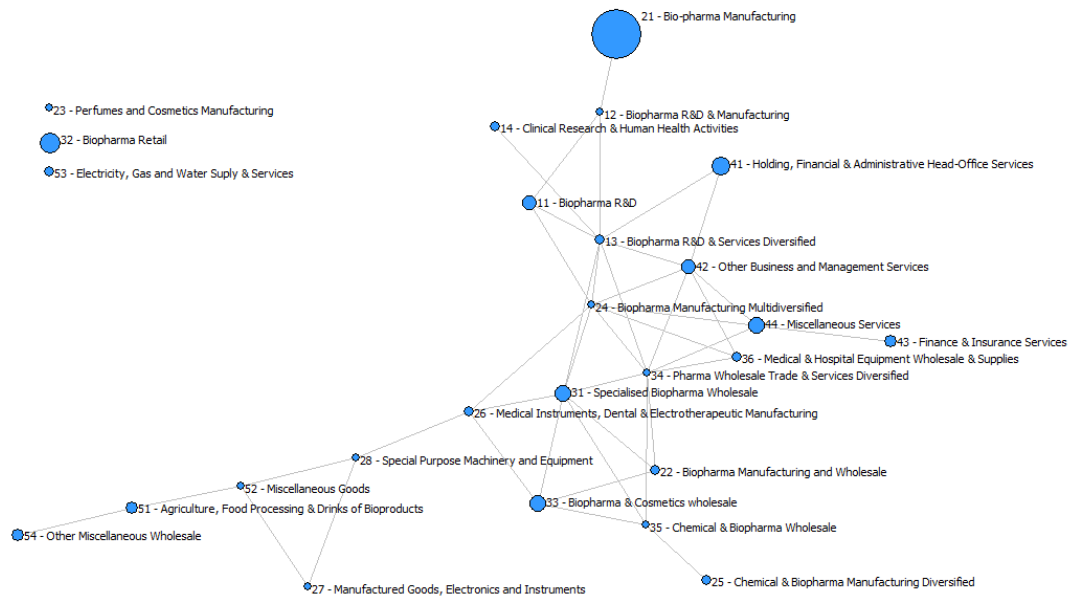 21 - Bio-pharma Manufacturing
23 - Perfumes and Cosmetics Manufacturing
12 - Biopharma R&D & Manufacturing
14 - Clinical Research & Human Health Activities
32 - Biopharma Retail
41 - Holding, Financial & Administrative Head-Office Services
53 - Electricity, Gas and Water Suply & Services
11 - Biopharma R&D
13 - Biopharma R&D & Services Diversified
42 - Other Business and Management Services
24 - Biopharma Manufacturing Multidiversified
44 - Miscellaneous Services
43 - Finance & Insurance Services
36 - Medical & Hospital Equipment Wholesale & Supplies
34 - Pharma Wholesale Trade & Services Diversified
31 - Specialised Biopharma Wholesale
26 - Medical Instruments, Dental & Electrotherapeutic Manufacturing
28 - Special Purpose Machinery and Equipment
22 - Biopharma Manufacturing and Wholesale
52 - Miscellaneous Goods
33 - Biopharma & Cosmetics wholesale
51 - Agriculture, Food Processing & Drinks of Bioproducts
35 - Chemical & Biopharma Wholesale
54 - Other Miscellaneous Wholesale
25 - Chemical & Biopharma Manufacturing Diversified
27 - Manufactured Goods, Electronics and Instruments